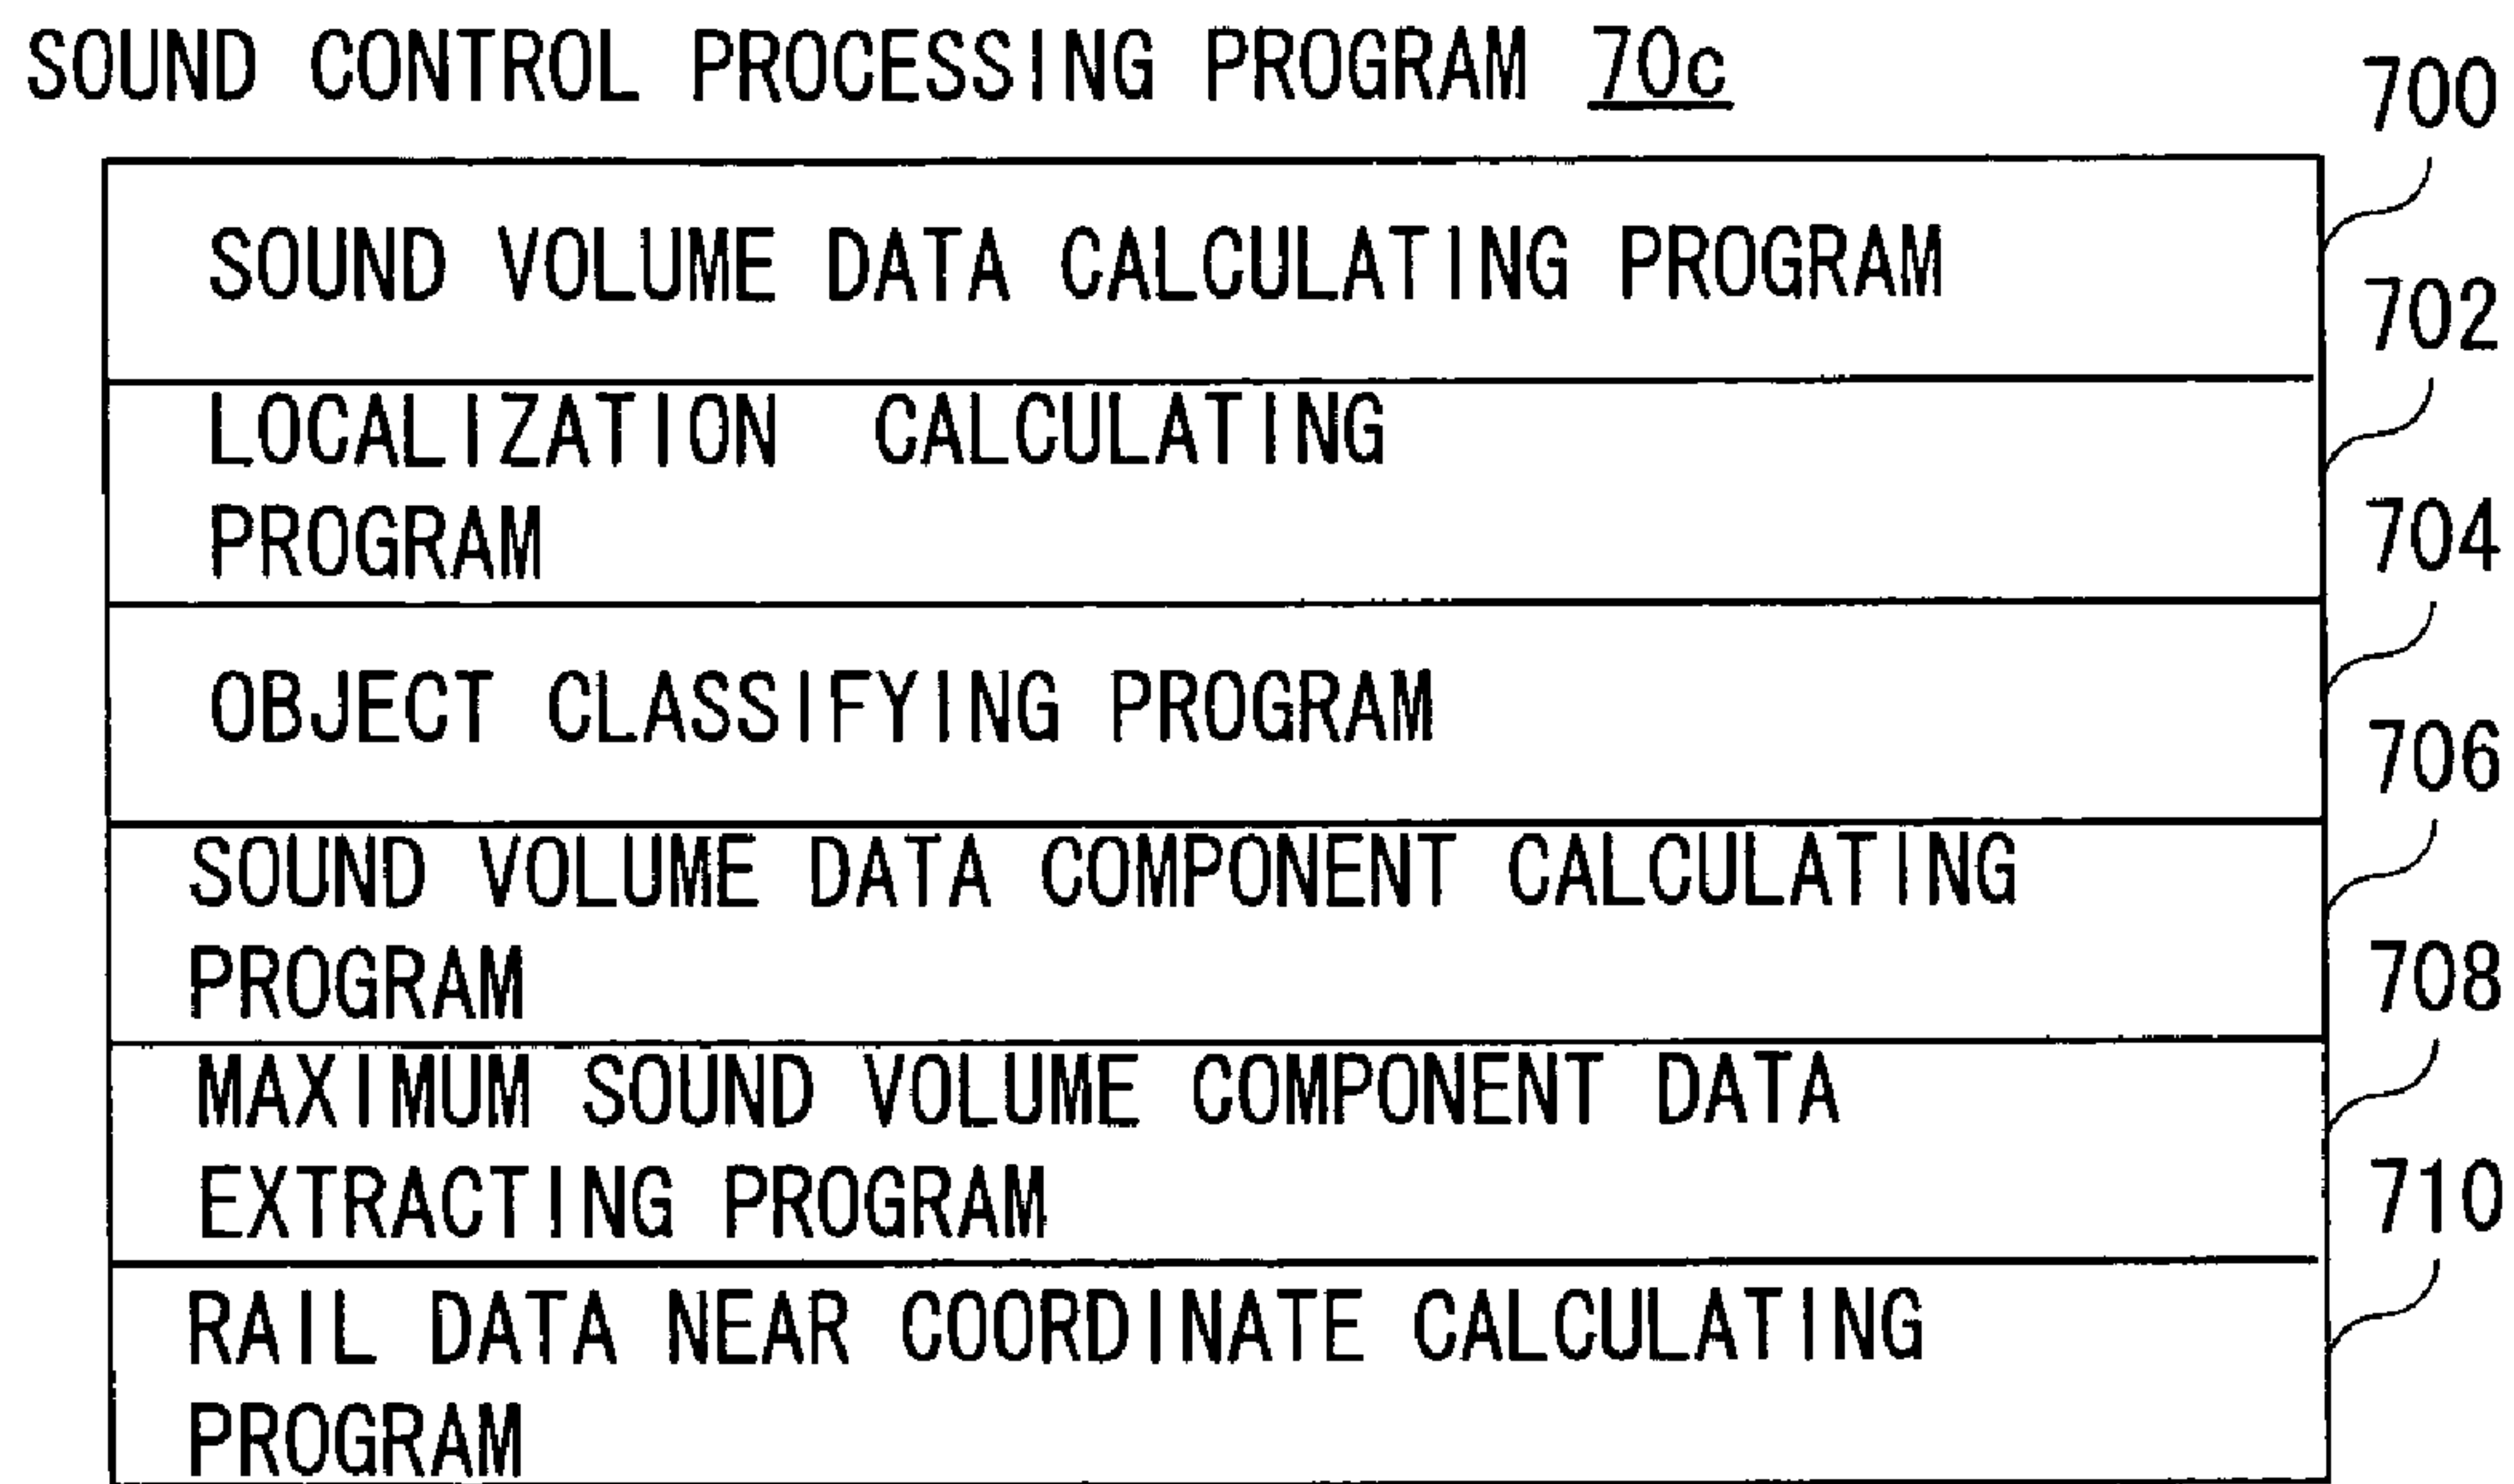 SOUND CONTROL PROCESSING PROGRAM 70c
700
SOUND VOLUME DATA CALCULATING PROGRAM
702
LOCALIZATION CALCULATING
PROGRAM
704
OBJECT CLASSIFYING PROGRAM
706
SOUND VOLUME DATA COMPONENT CALCULATING
PROGRAM
708
MAXIMUM SOUND VOLUME COMPONENT DATA
EXTRACTING PROGRAM
710
RAIL DATA NEAR COORDINATE CALCULATING
PROGRAM